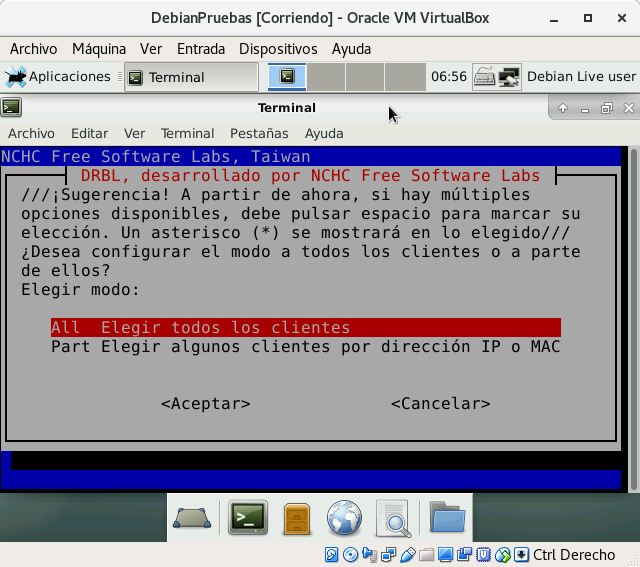 DebianPruebas [Corriendo] - Oracle VM VirtualBox
Archivo Máquina Ver Entrada Dispositivos Ayuda
Aplicaciones Terminal 06:56 Debian Live user
Terminal
Archivo Editar Ver Terminal Pestañas Ayuda
NCHC Free Software Labs, Taiwan
DRBL, desarrollado por NCHC Free Software Labs
///¡Sugerencia! A partir de ahora, si hay múltiples
opciones disponibles, debe pulsar espacio para marcar su
elección. Un asterisco (*) se mostrará en lo elegido///
¿Desea configurar el modo a todos los clientes o a parte
de ellos?
Elegir modo:
All Elegir todos los clientes
Part Elegir algunos clientes por dirección IP o MAC
<Aceptar> <Cancelar>
Ctrl Derecho